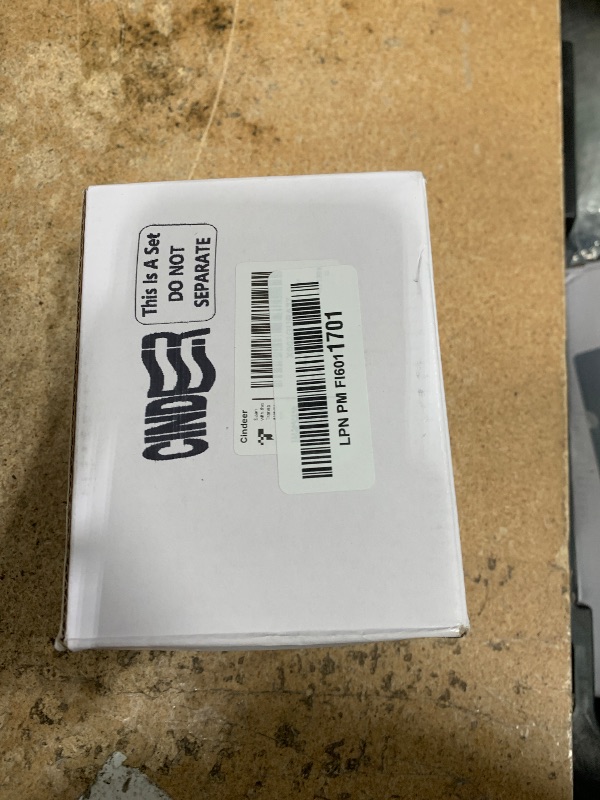 This Is A Set
DO NOT
SEPARATE
CINDEER
Cindeer
LPN PM FI6011701